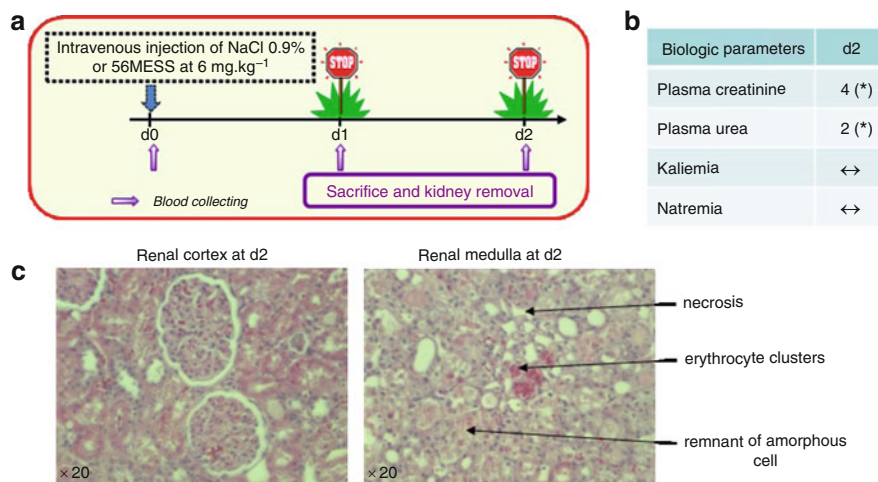 a
Intravenous injection of NaCl 0.9%
or 56MESS at 6 mg.kg⁻¹
STOP
STOP
d0
d1
d2
Sacrifice and kidney removal
Blood collecting
b
Biologic parameters d2
Plasma creatinine 4 (*)
Plasma urea 2 (*)
Kaliemia ↔
Natremia ↔
c
Renal cortex at d2
Renal medulla at d2
necrosis
erythrocyte clusters
remnant of amorphous
cell
×20
×20